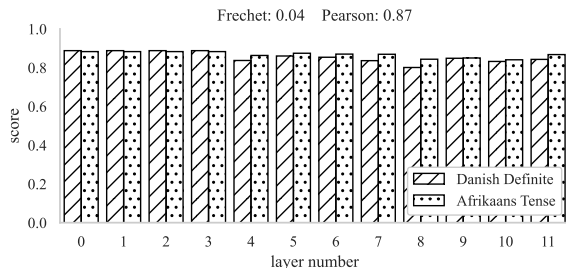 Frechet: 0.04 Pearson: 0.87
1.0
0.8
0.6
0.4
0.2
0.0
score
0 1 2 3 4 5 6 7 8 9 10 11
layer number
Danish Definite
Afrikaans Tense